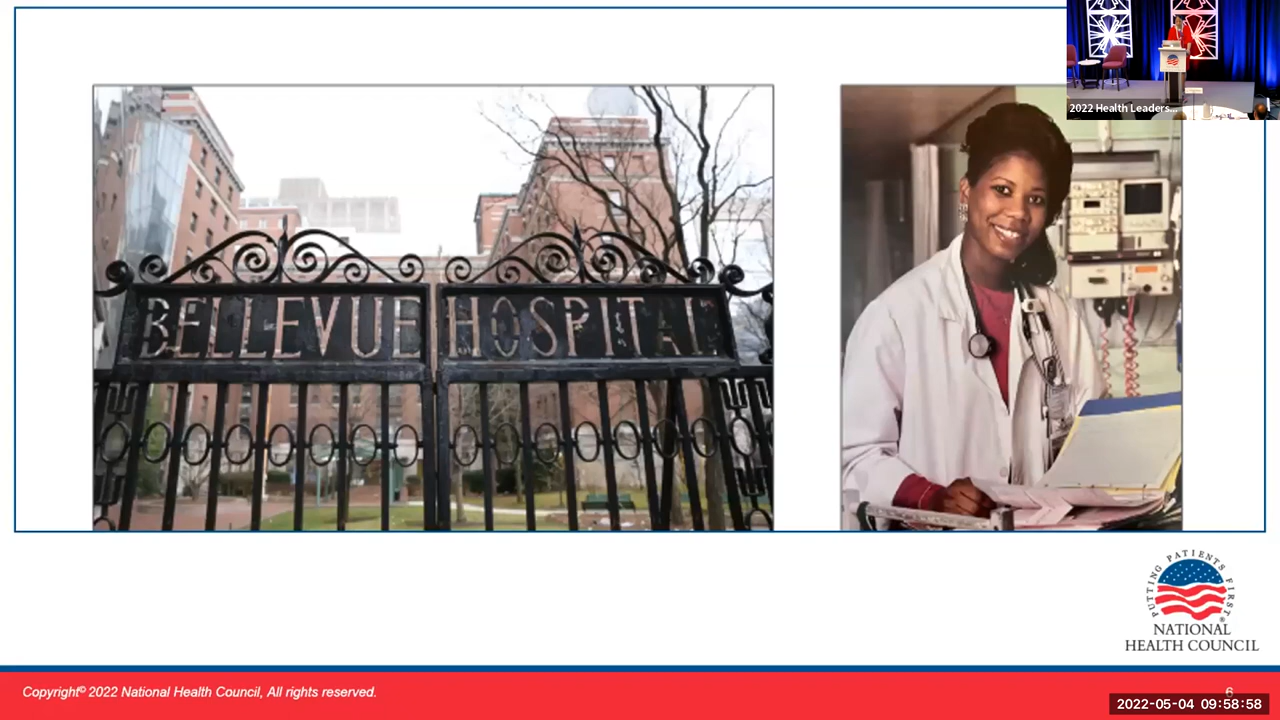 2022 Health Leaders...
BELLEVUE HOSPITAL
PUTTING PATIENTS FIRST®
NATIONAL
HEALTH COUNCIL
Copyright© 2022 National Health Council, All rights reserved.
6
2022-05-04 09:58:58